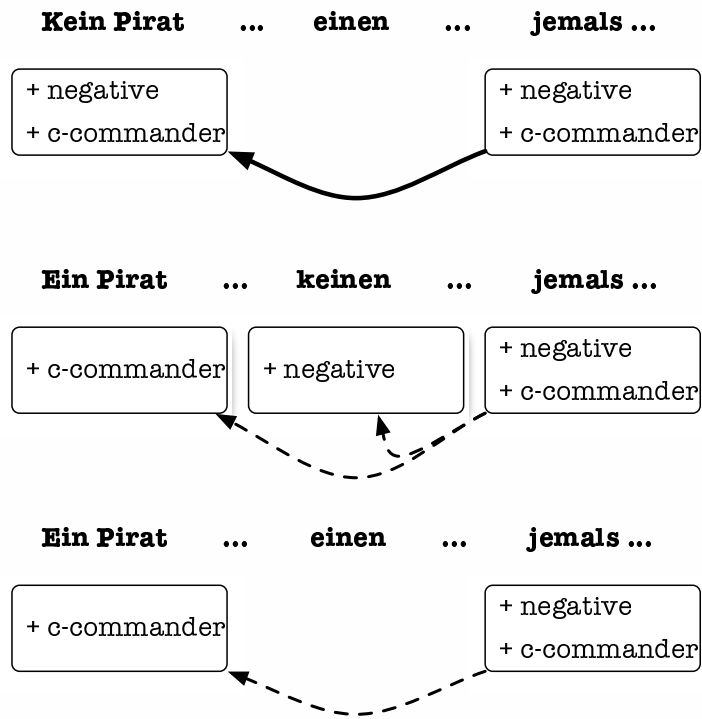 Kein Pirat ... einen ... jemals ...
+ negative + negative
+ c-commander + c-commander
Ein Pirat ... keinen ... jemals ...
+ c-commander + negative + negative
+ c-commander
Ein Pirat ... einen ... jemals ...
+ c-commander + negative
+ c-commander